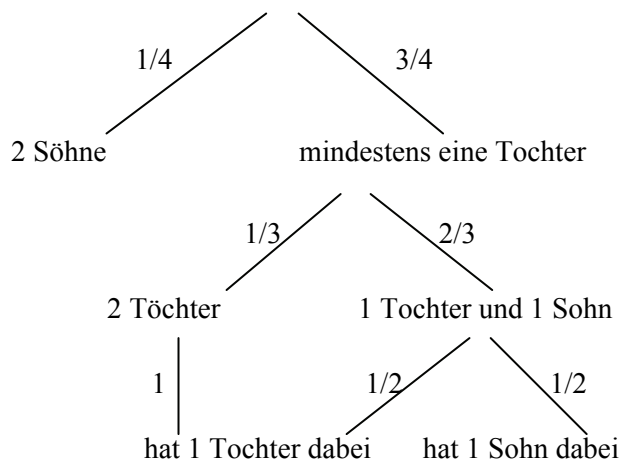 1/4 3/4
2 Söhne mindestens eine Tochter
1/3 2/3
2 Töchter 1 Tochter und 1 Sohn
1 1/2 1/2
hat 1 Tochter dabei hat 1 Sohn dabei